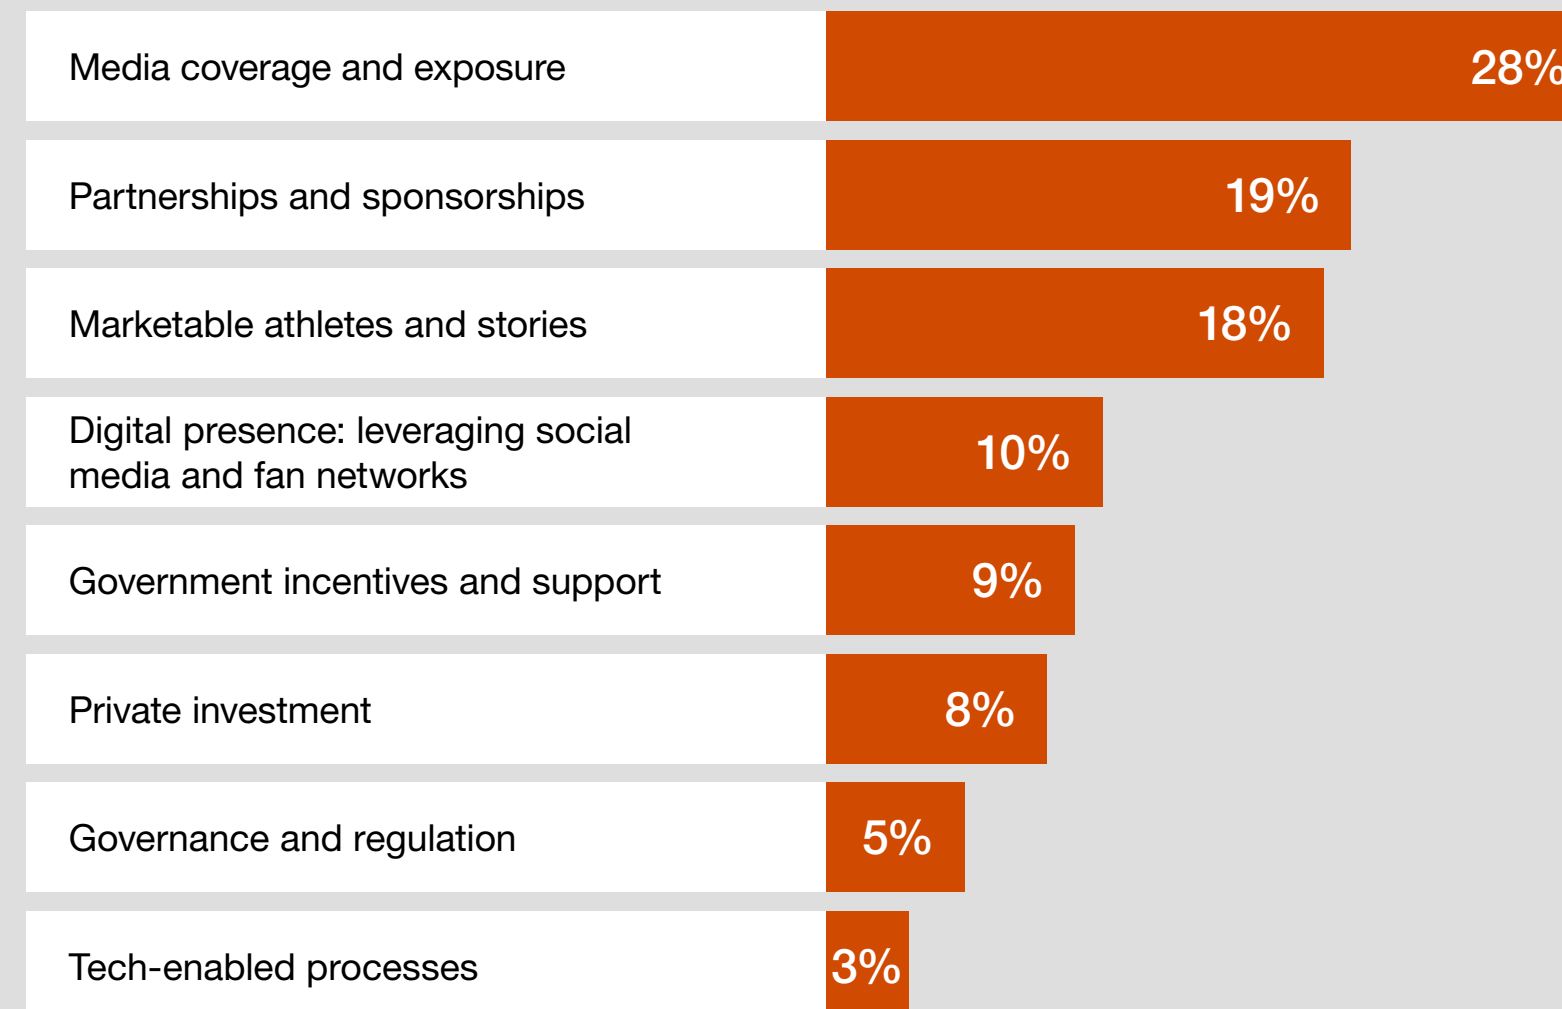 Media coverage and exposure 28%
Partnerships and sponsorships 19%
Marketable athletes and stories 18%
Digital presence: leveraging social
media and fan networks 10%
Government incentives and support 9%
Private investment 8%
Governance and regulation 5%
Tech-enabled processes 3%